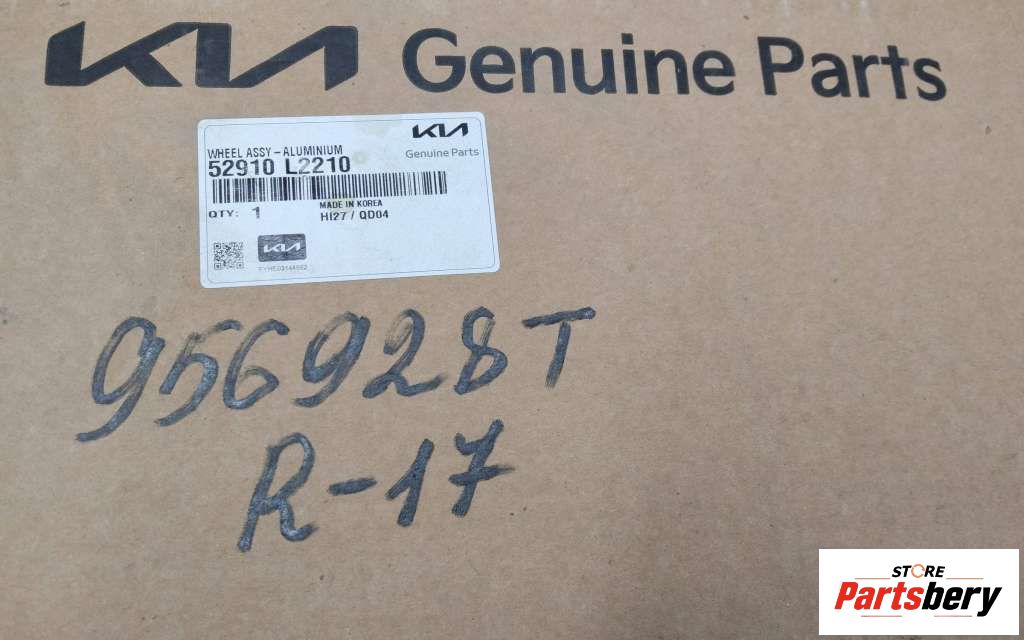 KIA Genuine Parts
KIA
Genuine Parts
WHEEL ASSY-ALUMINIUM
52910 L2210
MADE IN KOREA
QTY: 1
HI27 / QD04
KIA
956928T
R-17
STORE
Partsbery